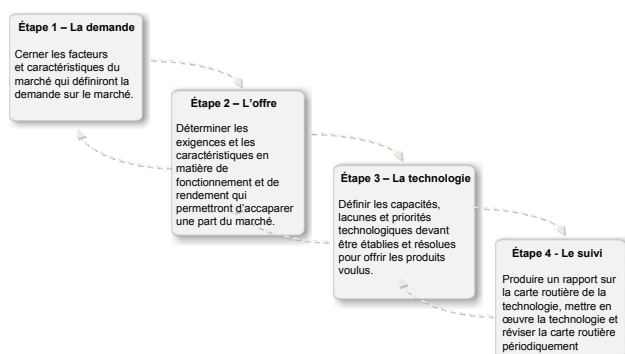 Étape 1 – La demande
Cerner les facteurs
et caractéristiques du
marché qui définiront la
demande sur le marché.
Étape 2 – L’offre
Déterminer les
exigences et les
caractéristiques en
matière de
fonctionnement et de
rendement qui
permettront d’accaparer
une part du marché.
Étape 3 – La technologie
Définir les capacités,
lacunes et priorités
technologiques devant
être établies et résolues
pour offrir les produits
voulus.
Étape 4 - Le suivi
Produire un rapport sur
la carte routière de la
technologie, mettre en
œuvre la technologie et
réviser la carte routière
périodiquement